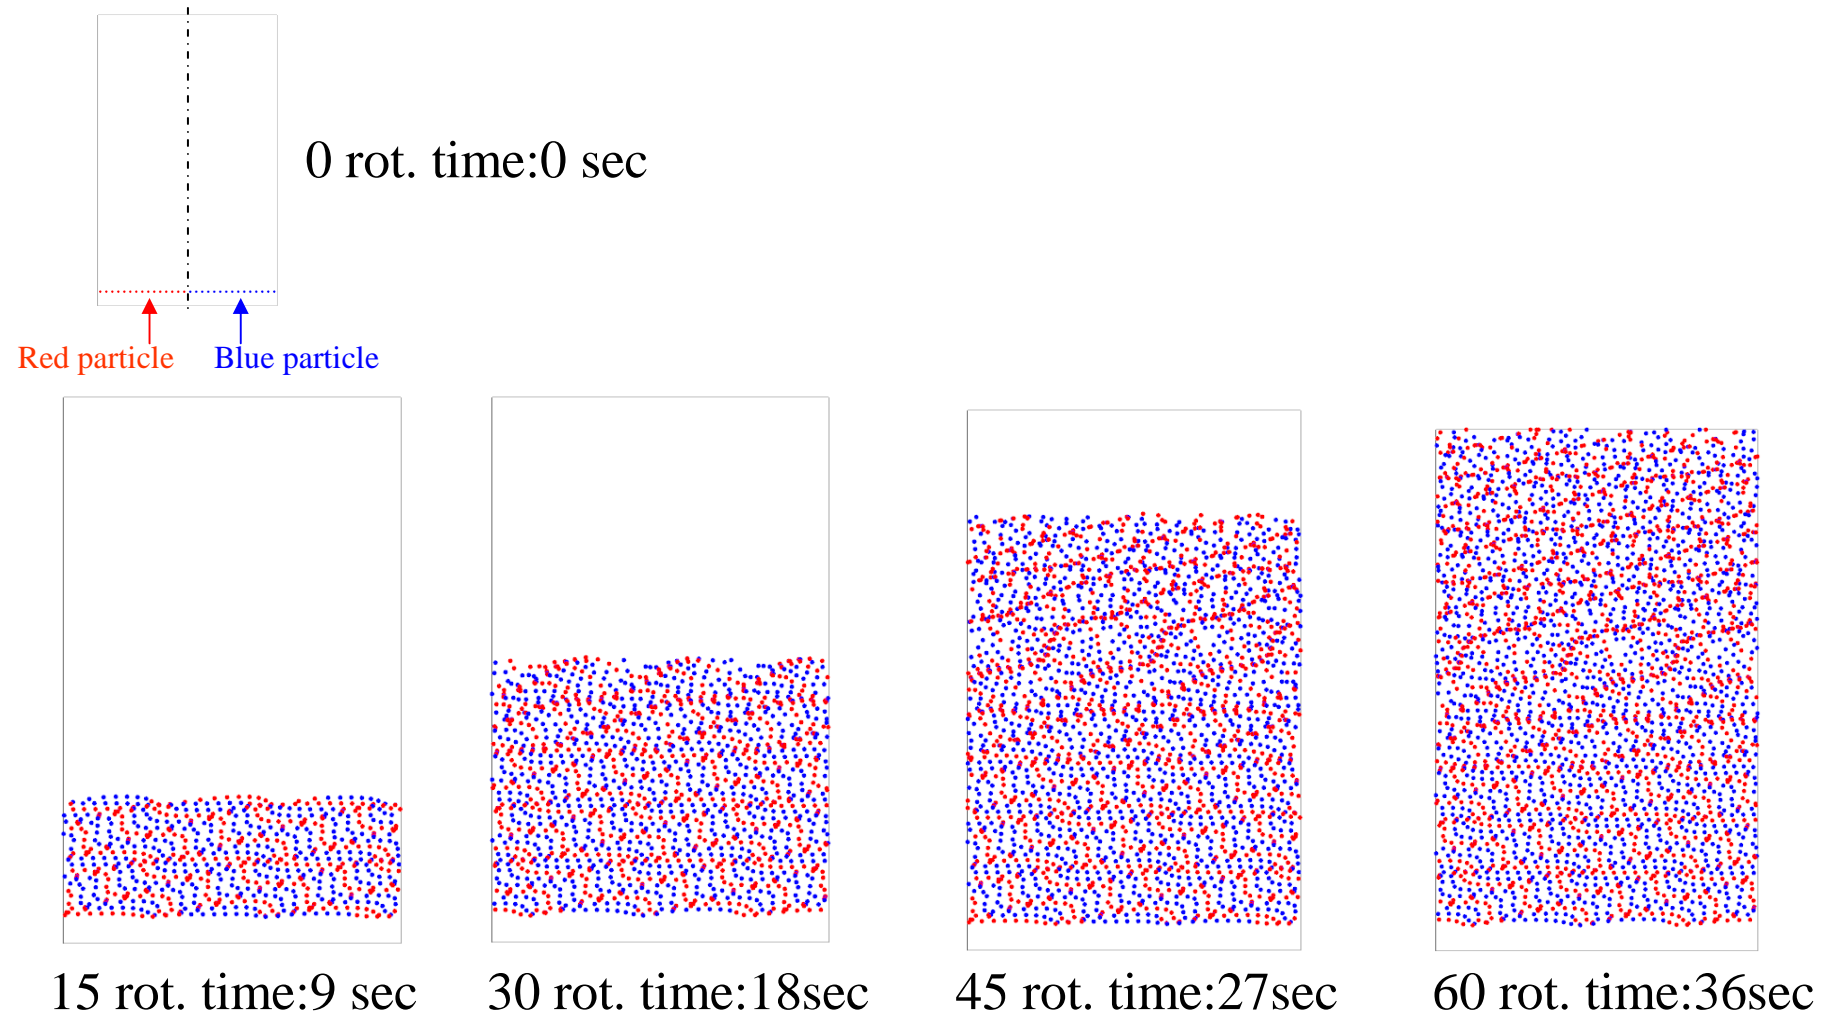 0 rot. time:0 sec
Red particle
Blue particle
15 rot. time:9 sec
30 rot. time:18sec
45 rot. time:27sec
60 rot. time:36sec